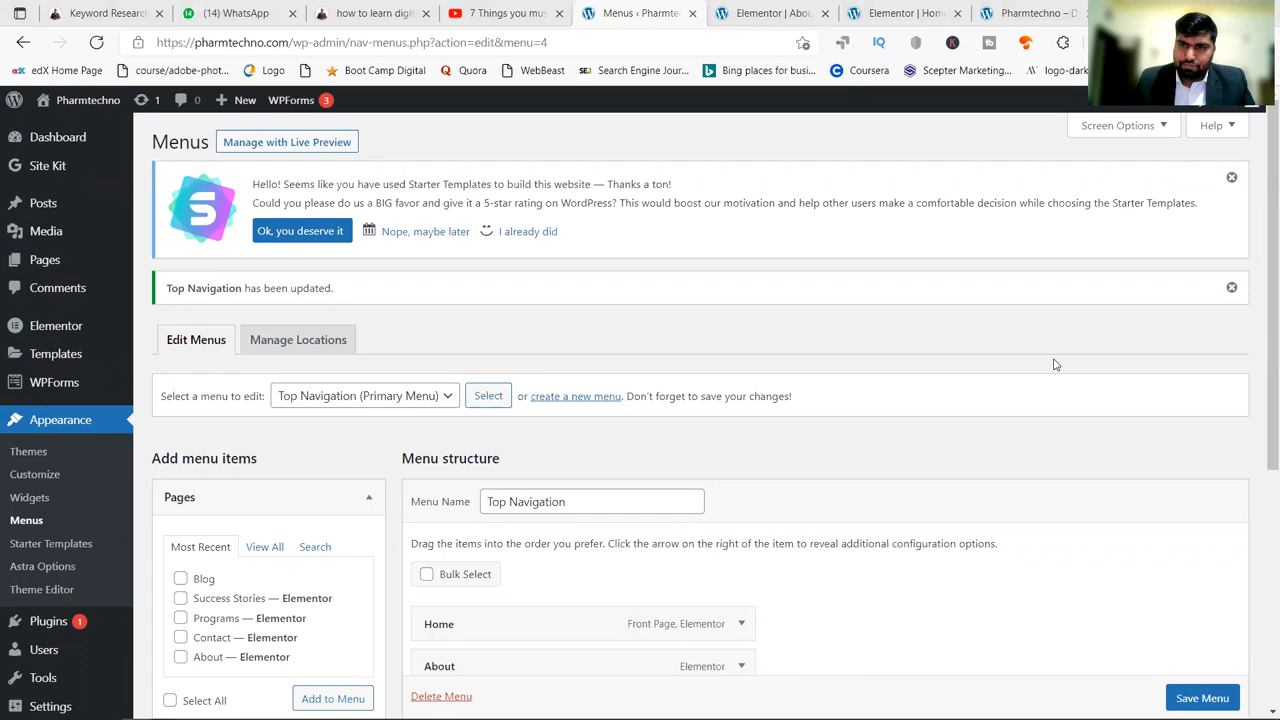 Keyword Researc
(14) WhatsApp
how to learn digit
7 Things you mus
Menus ‹ Pharmte
Elementor | Abou
Elementor | Hom
Pharmtechno – D
https://pharmtechno.com/wp-admin/nav-menus.php?action=edit&menu=4
edX Home Page
course/adobe-phot...
Logo
Boot Camp Digital
Quora
WebBeast
Search Engine Jour...
Bing places for busi...
Coursera
Scepter Marketing...
logo-dark
Pharmtechno
1
0
New
WPForms 3
Dashboard
Site Kit
Posts
Media
Pages
Comments
Elementor
Templates
WPForms
Appearance
Themes
Customize
Widgets
Menus
Starter Templates
Astra Options
Theme Editor
Plugins 1
Users
Tools
Settings
Screen Options
Help
Menus
Manage with Live Preview
Hello! Seems like you have used Starter Templates to build this website — Thanks a ton!
Could you please do us a BIG favor and give it a 5-star rating on WordPress? This would boost our motivation and help other users make a comfortable decision while choosing the Starter Templates.
Ok, you deserve it
Nope, maybe later
I already did
Top Navigation has been updated.
Edit Menus
Manage Locations
Select a menu to edit: Top Navigation (Primary Menu) Select or create a new menu. Don't forget to save your changes!
Add menu items
Pages
Most Recent
View All
Search
Blog
Success Stories — Elementor
Programs — Elementor
Contact — Elementor
About — Elementor
Select All
Add to Menu
Menu structure
Menu Name Top Navigation
Drag the items into the order you prefer. Click the arrow on the right of the item to reveal additional configuration options.
Bulk Select
Home Front Page, Elementor
About Elementor
Delete Menu
Save Menu